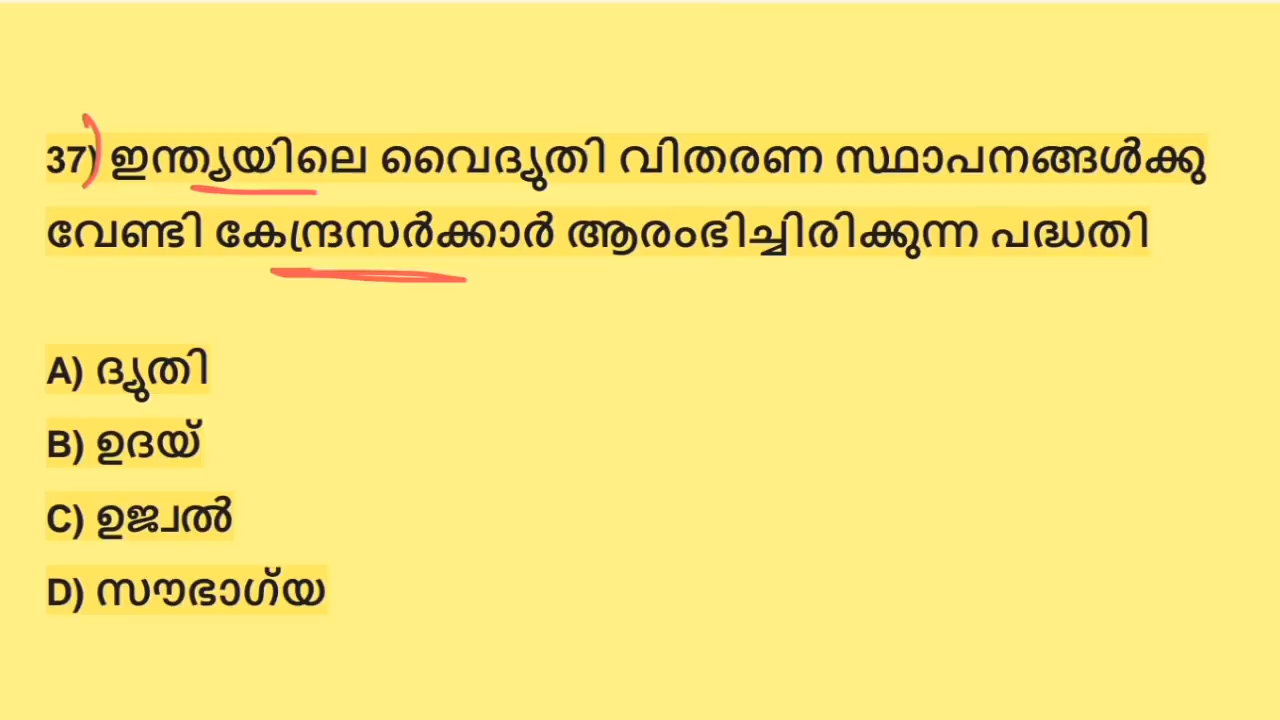 37) ഇന്ത്യയിലെ വൈദ്യുതി വിതരണ സ്ഥാപനങ്ങൾക്കു
വേണ്ടി കേന്ദ്രസർക്കാർ ആരംഭിച്ചിരിക്കുന്ന പദ്ധതി
A) ദ്യുതി
B) ഉദയ്
C) ഉജ്വൽ
D) സൗഭാഗ്യ